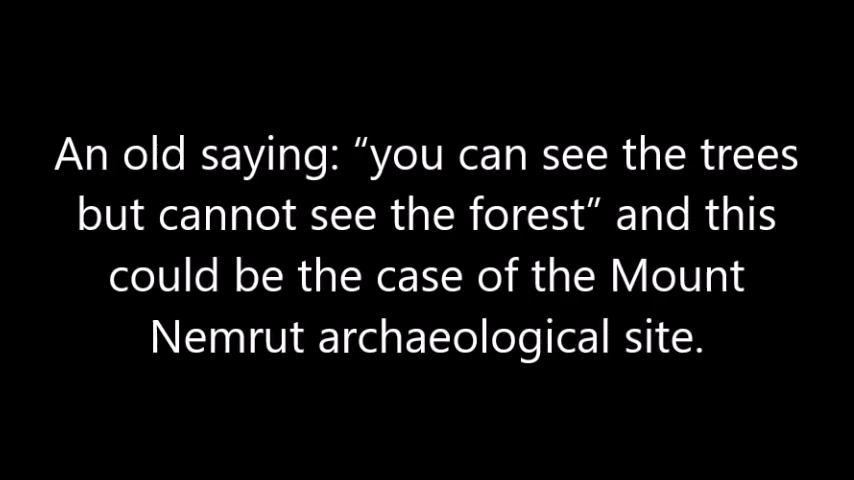 An old saying: “you can see the trees
but cannot see the forest” and this
could be the case of the Mount
Nemrut archaeological site.